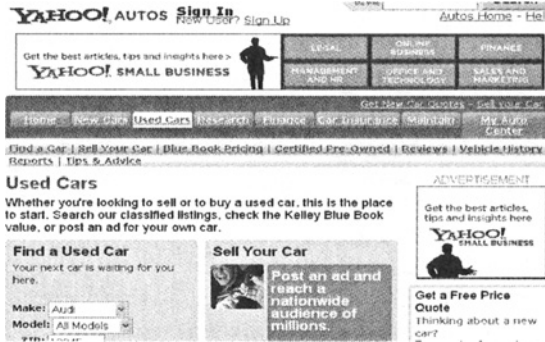 YAHOO! AUTOS Sign In
New User? Sign Up
Autos Home - Hel
Get the best articles, tips and insights here >
YAHOO! SMALL BUSINESS
LEGAL
ONLINE BUSINESS
FINANCE
MANAGEMENT AND HR
OFFICE AND TECHNOLOGY
SALES AND MARKETING
Get New Car Quotes - Sell your Car
Home New Cars Used Cars Research Finance Car Insurance Maintain My Auto
Center
Find a Car | Sell Your Car | Blue Book Pricing | Certified Pre-Owned | Reviews | Vehicle History
Reports | Tips & Advice
Used Cars
Whether you're looking to sell or to buy a used car, this is the place
to start. Search our classified listings, check the Kelley Blue Book
value, or post an ad for your own car.
Find a Used Car
Your next car is waiting for you
here.
Make: Audi
Model: All Models
ZIP:
Sell Your Car
Post an ad and
reach a
nationwide
audience of
millions.
ADVERTISEMENT
Get the best articles,
tips and insights here
YAHOO!
SMALL BUSINESS
Get a Free Price
Quote
Thinking about a new
car?